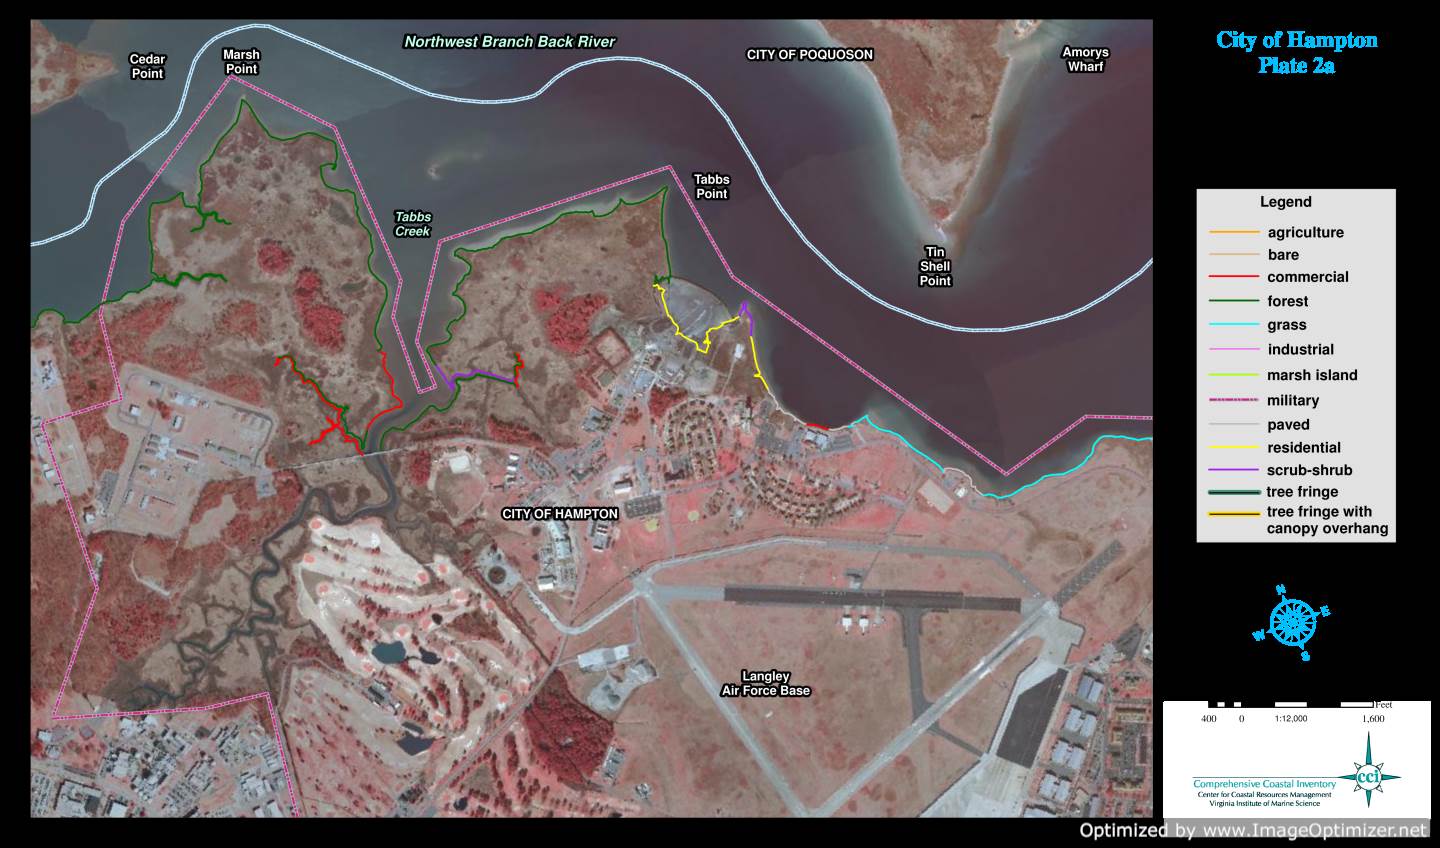 Northwest Branch Back River
CITY OF POQUOSON
Cedar
Point
Marsh
Point
Amorys
Wharf
Tabbs
Point
Tabbs
Creek
Tin
Shell
Point
CITY OF HAMPTON
Langley
Air Force Base
City of Hampton
Plate 2a
Legend
agriculture
bare
commercial
forest
grass
industrial
marsh island
military
paved
residential
scrub-shrub
tree fringe
tree fringe with
canopy overhang
N
E
W
S
Feet
400 0 1:12,000 1,600
cci
Comprehensive Coastal Inventory
Center for Coastal Resources Management
Virginia Institute of Marine Science
Optimized by www.ImageOptimizer.net